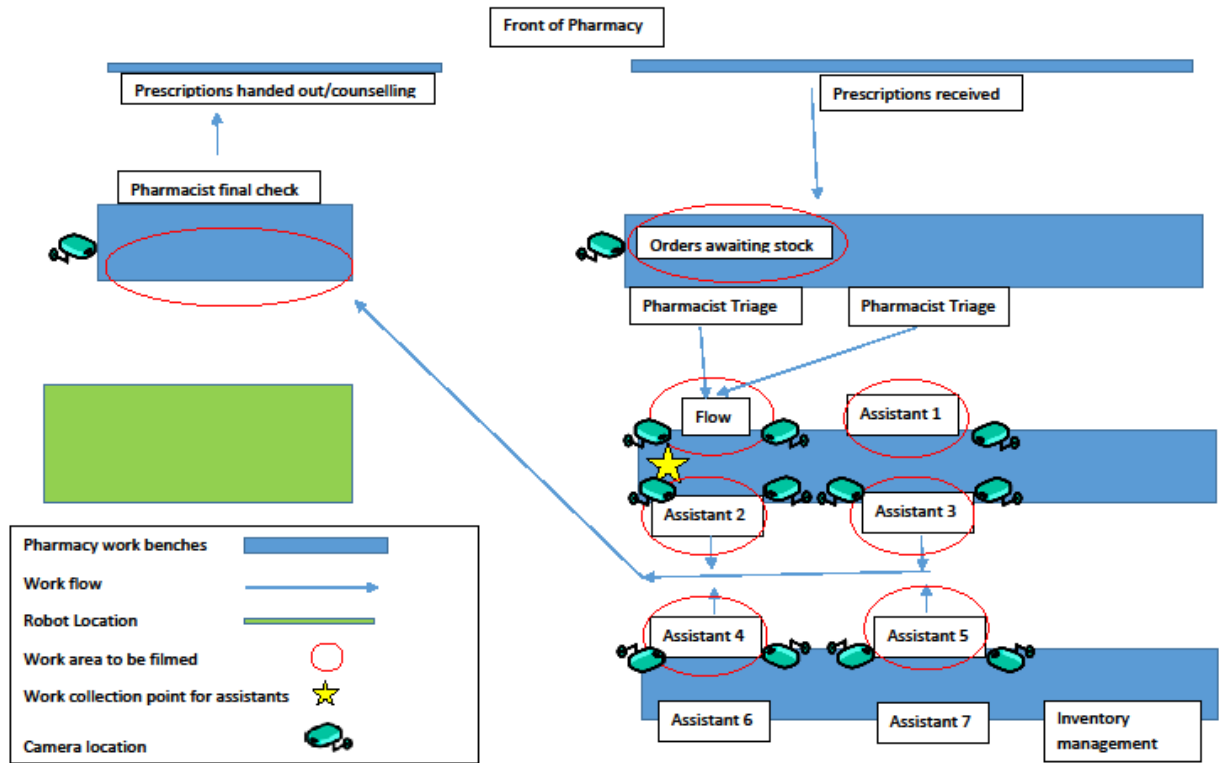 Front of Pharmacy
Prescriptions handed out/counselling
Prescriptions received
Pharmacist final check
Orders awaiting stock
Pharmacist Triage
Pharmacist Triage
Flow
Assistant 1
Assistant 2
Assistant 3
Assistant 4
Assistant 5
Assistant 6
Assistant 7
Inventory
management
Pharmacy work benches
Work flow
Robot Location
Work area to be filmed
Work collection point for assistants
Camera location